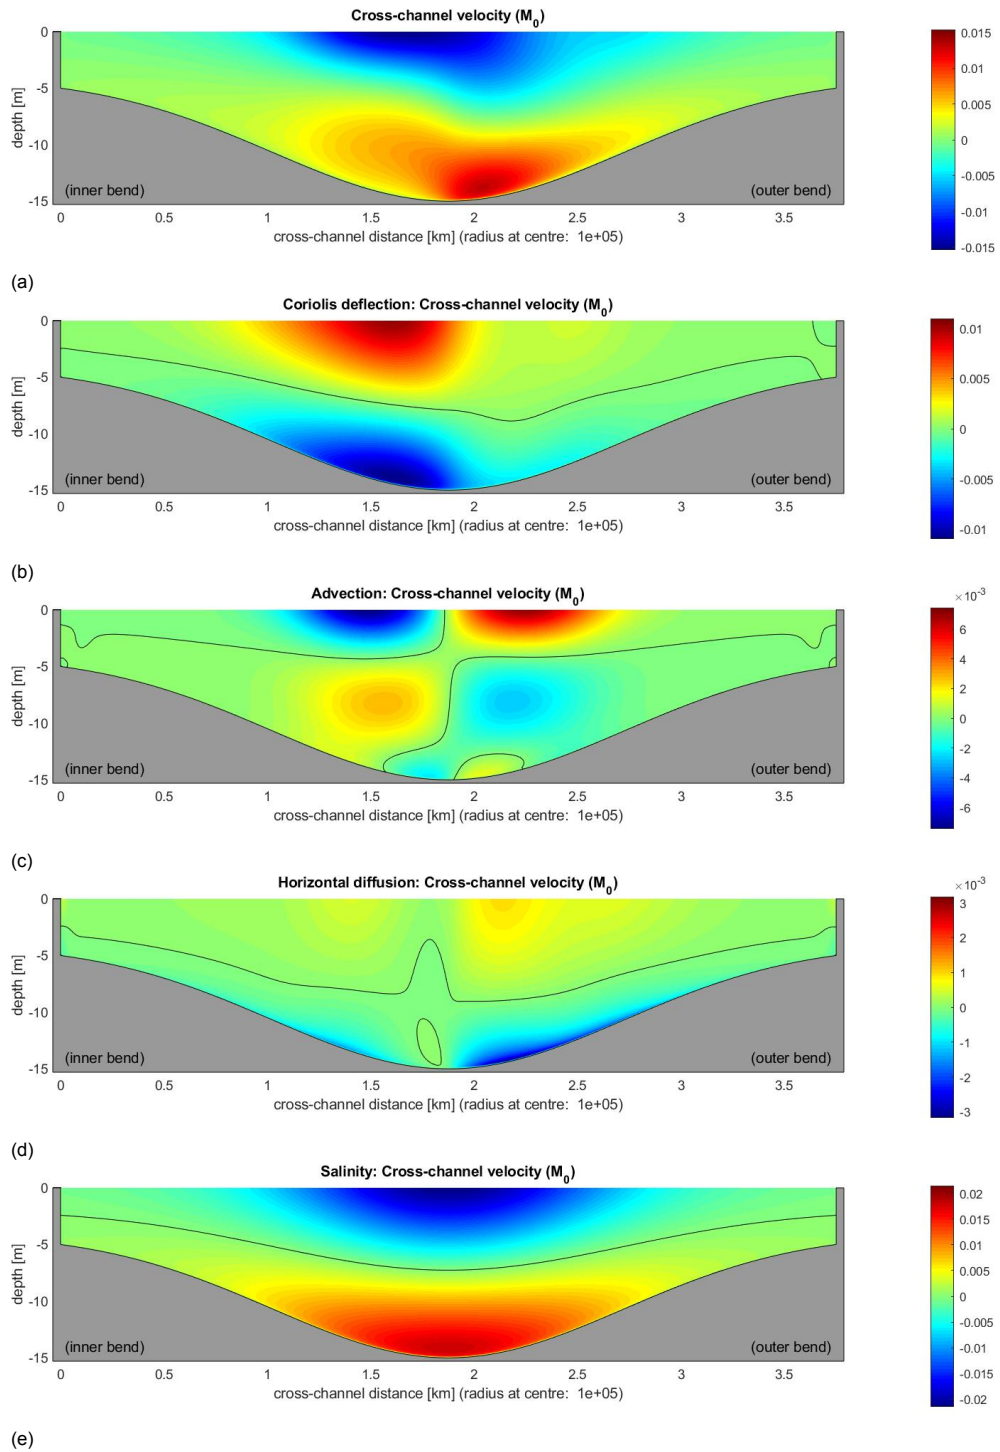 Cross-channel velocity (M0)
0
-5
-10
-15
depth [m]
(inner bend)
(outer bend)
0 0.5 1 1.5 2 2.5 3 3.5
cross-channel distance [km] (radius at centre: 1e+05)
0.015
0.01
0.005
0
-0.005
-0.01
-0.015
(a)
Coriolis deflection: Cross-channel velocity (M0)
0
-5
-10
-15
depth [m]
(inner bend)
(outer bend)
0 0.5 1 1.5 2 2.5 3 3.5
cross-channel distance [km] (radius at centre: 1e+05)
0.01
0.005
0
-0.005
-0.01
(b)
Advection: Cross-channel velocity (M0)
0
-5
-10
-15
depth [m]
(inner bend)
(outer bend)
0 0.5 1 1.5 2 2.5 3 3.5
cross-channel distance [km] (radius at centre: 1e+05)
×10-3
6
4
2
0
-2
-4
-6
(c)
Horizontal diffusion: Cross-channel velocity (M0)
0
-5
-10
-15
depth [m]
(inner bend)
(outer bend)
0 0.5 1 1.5 2 2.5 3 3.5
cross-channel distance [km] (radius at centre: 1e+05)
×10-3
3
2
1
0
-1
-2
-3
(d)
Salinity: Cross-channel velocity (M0)
0
-5
-10
-15
depth [m]
(inner bend)
(outer bend)
0 0.5 1 1.5 2 2.5 3 3.5
cross-channel distance [km] (radius at centre: 1e+05)
0.02
0.015
0.01
0.005
0
-0.005
-0.01
-0.015
-0.02
(e)